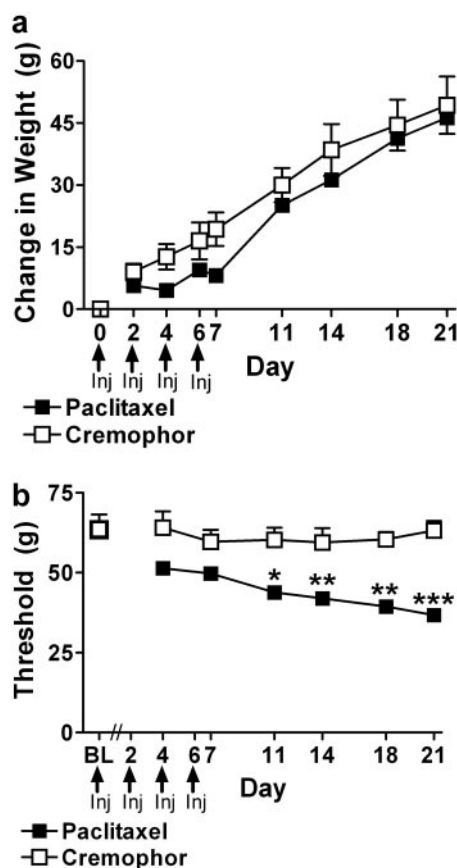 a
Change in Weight (g)
60
45
30
15
0
0 2 4 6 7 11 14 18 21
Inj Inj Inj Inj
Day
Paclitaxel
Cremophor
b
Threshold (g)
75
50
25
0
* ** ** ***
BL // 2 4 6 7 11 14 18 21
Inj Inj Inj Inj
Day
Paclitaxel
Cremophor